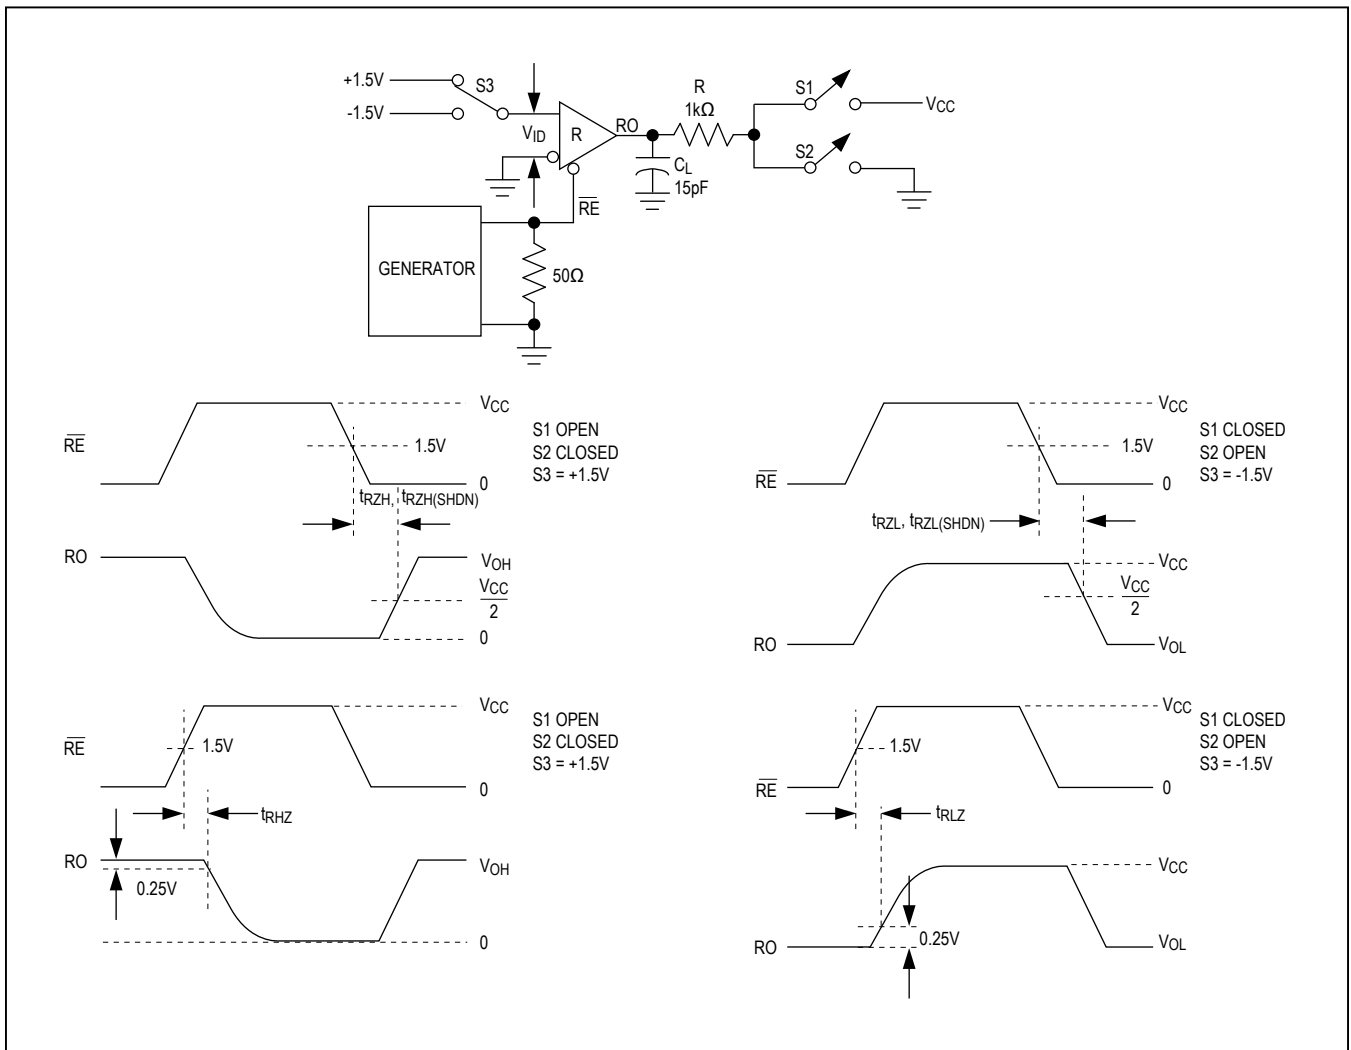 +1.5V
-1.5V
S3
VID
R
RO
R
1kΩ
S1
VCC
S2
CL
15pF
RE
GENERATOR
50Ω
RE
VCC
1.5V
0
S1 OPEN
S2 CLOSED
S3 = +1.5V
tRZH, tRZH(SHDN)
RO
VOH
VCC
2
0
RE
VCC
1.5V
0
S1 CLOSED
S2 OPEN
S3 = -1.5V
tRZL, tRZL(SHDN)
RO
VCC
VCC
2
VOL
RE
VCC
1.5V
0
S1 OPEN
S2 CLOSED
S3 = +1.5V
tRHZ
RO
0.25V
VOH
0
RE
VCC
1.5V
0
S1 CLOSED
S2 OPEN
S3 = -1.5V
tRLZ
RO
VCC
0.25V
VOL